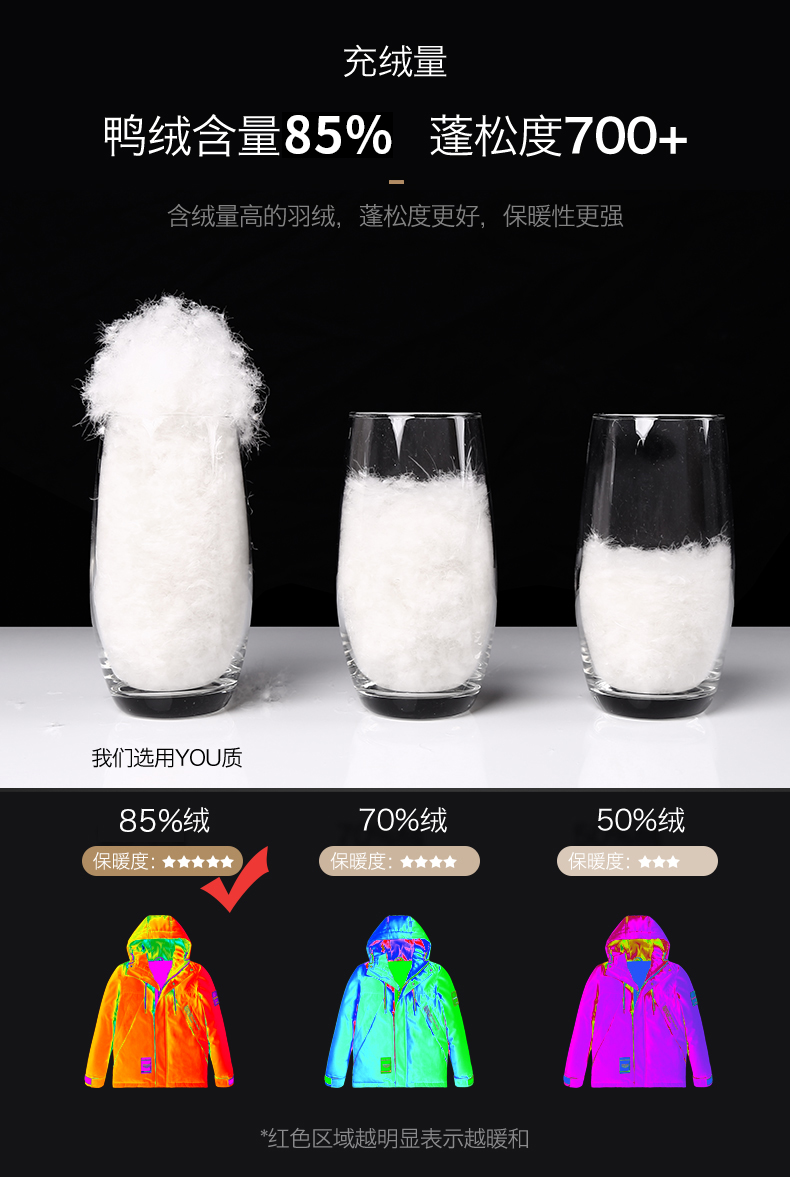 充绒量
鸭绒含量85% 蓬松度700+
含绒量高的羽绒，蓬松度更好，保暖性更强
我们选用YOU质
85%绒 70%绒 50%绒
保暖度：★★★★★ 保暖度：★★★★ 保暖度：★★★
*红色区域越明显表示越暖和